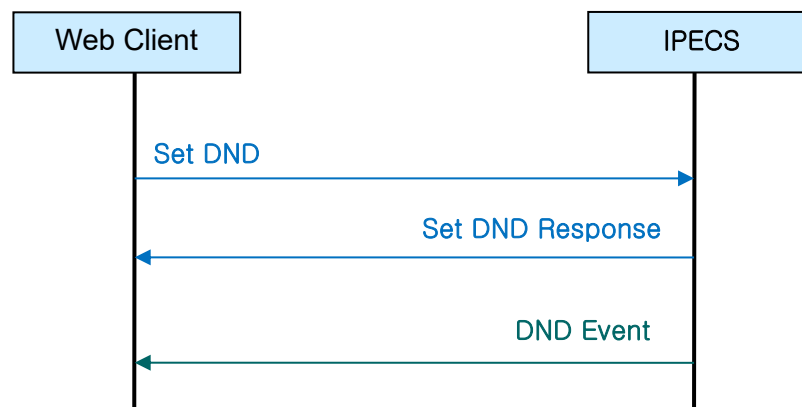 Web Client
IPECS
Set DND
Set DND Response
DND Event